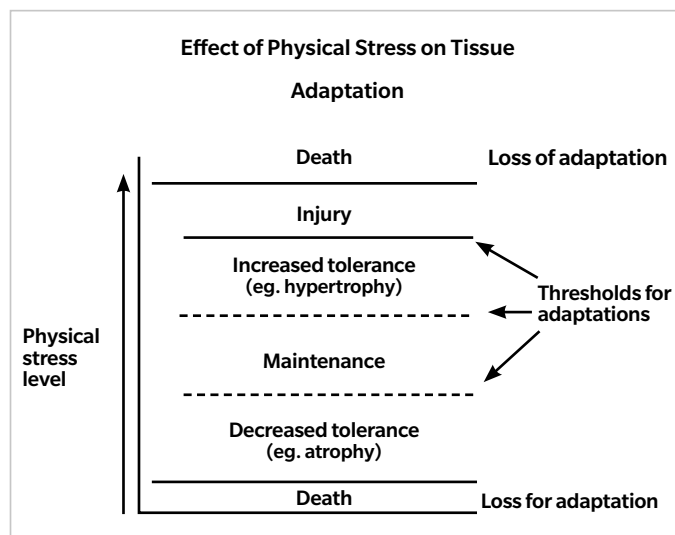 Effect of Physical Stress on Tissue
Adaptation
Death
Loss of adaptation
Injury
Increased tolerance
(eg. hypertrophy)
Thresholds for
adaptations
Physical
stress
level
Maintenance
Decreased tolerance
(eg. atrophy)
Death
Loss for adaptation